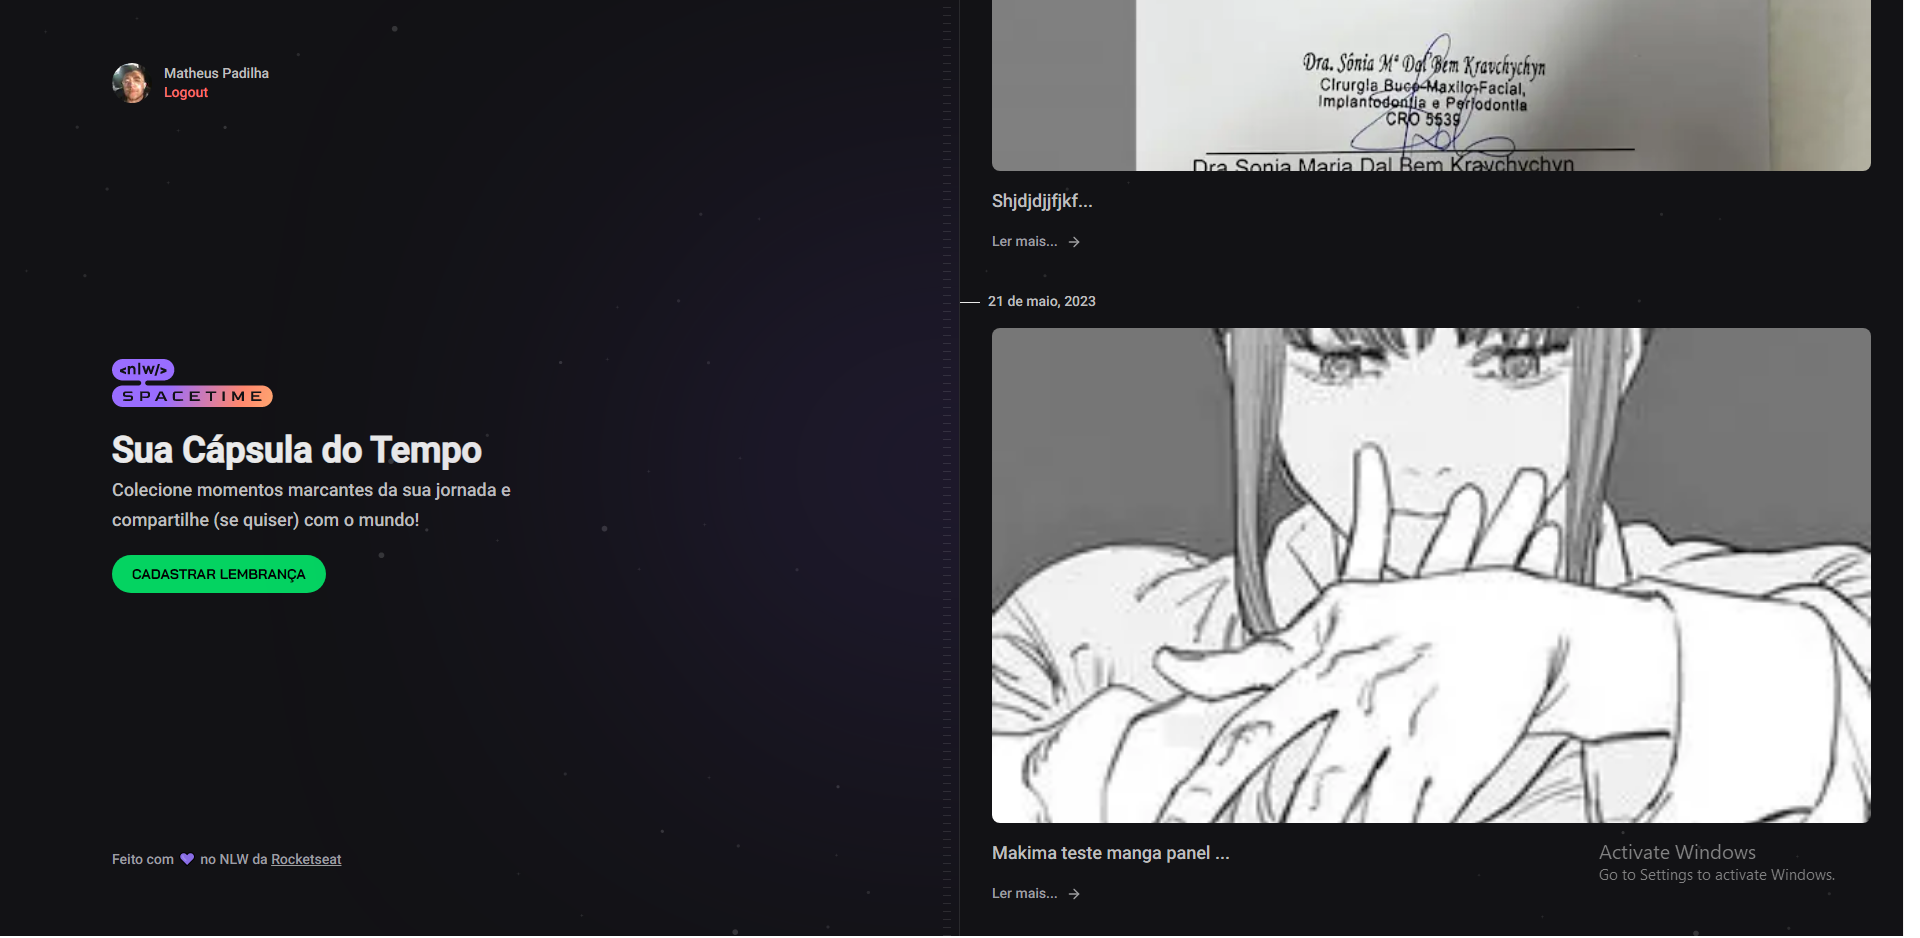 Matheus Padilha
Logout
<nlw/>
SPACETIME
Sua Cápsula do Tempo
Colecione momentos marcantes da sua jornada e
compartilhe (se quiser) com o mundo!
CADASTRAR LEMBRANÇA
Feito com 💜 no NLW da Rocketseat
Dra. Sônia Mª Dal Bem Kravchychyn
Cirurgia Buco-Maxilo-Facial,
Implantodontia e Periodontia
CRO 5539
Dra Sonia Maria Dal Bem Kravchychyn
Shjdjdjjfjkf...
Ler mais... →
21 de maio, 2023
Makima teste manga panel ...
Ler mais... →
Activate Windows
Go to Settings to activate Windows.